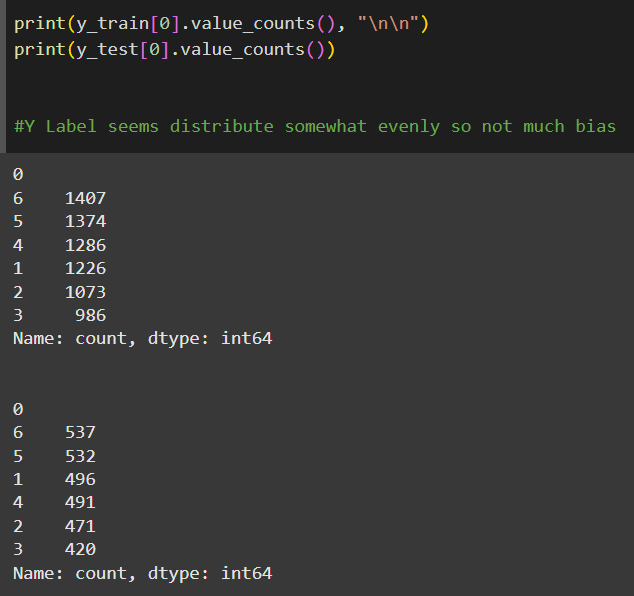 print(y_train[0].value_counts(), "\n\n")
print(y_test[0].value_counts())
#Y Label seems distribute somewhat evenly so not much bias
0
6    1407
5    1374
4    1286
1    1226
2    1073
3     986
Name: count, dtype: int64
0
6    537
5    532
1    496
4    491
2    471
3    420
Name: count, dtype: int64